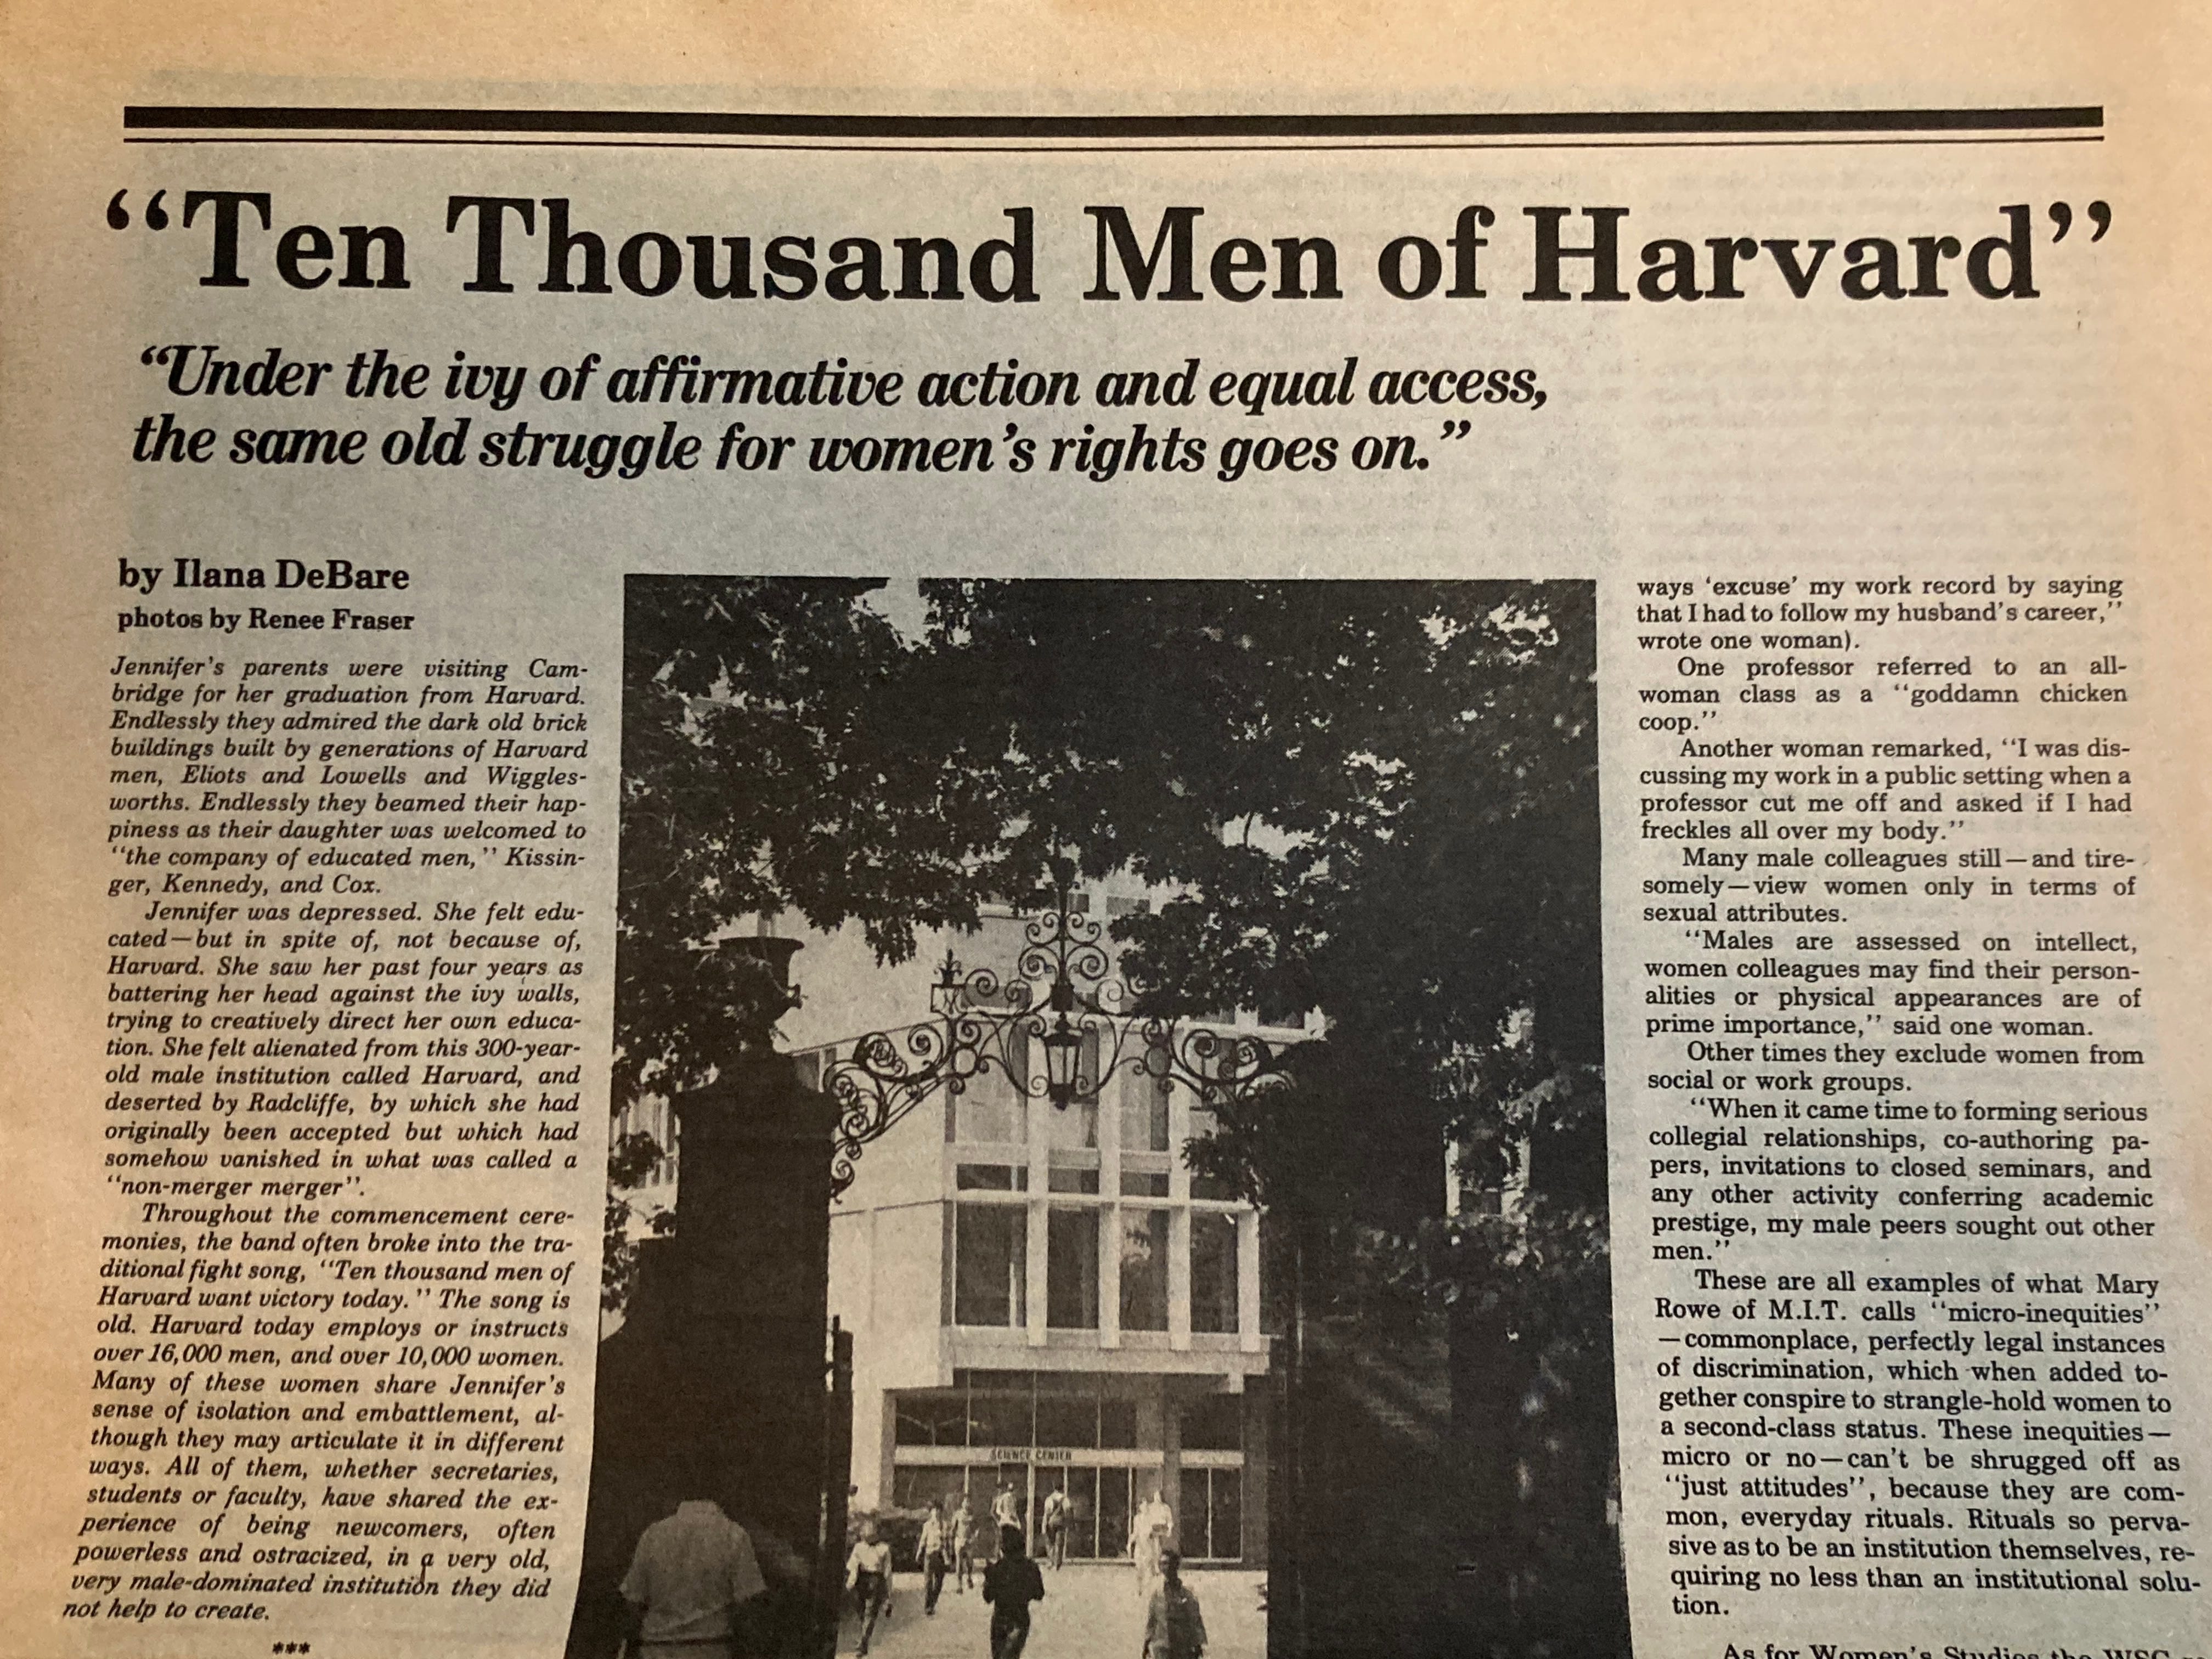 “Ten Thousand Men of Harvard”
“Under the ivy of affirmative action and equal access,
the same old struggle for women’s rights goes on.”
by Ilana DeBare
photos by Renee Fraser
Jennifer’s parents were visiting Cam-
bridge for her graduation from Harvard.
Endlessly they admired the dark old brick
buildings built by generations of Harvard
men, Eliots and Lowells and Wiggles-
worths. Endlessly they beamed their hap-
piness as their daughter was welcomed to
‘‘the company of educated men,’’ Kissin-
ger, Kennedy, and Cox.
Jennifer was depressed. She felt edu-
cated—but in spite of, not because of,
Harvard. She saw her past four years as
battering her head against the ivy walls,
trying to creatively direct her own educa-
tion. She felt alienated from this 300-year-
old male institution called Harvard, and
deserted by Radcliffe, by which she had
originally been accepted but which had
somehow vanished in what was called a
‘‘non-merger merger’’.
Throughout the commencement cere-
monies, the band often broke into the tra-
ditional fight song, ‘‘Ten thousand men of
Harvard want victory today.’’ The song is
old. Harvard today employs or instructs
over 16,000 men, and over 10,000 women.
Many of these women share Jennifer’s
sense of isolation and embattlement, al-
though they may articulate it in different
ways. All of them, whether secretaries,
students or faculty, have shared the ex-
perience of being newcomers, often
powerless and ostracized, in a very old,
very male-dominated institution they did
not help to create.
***
SCIENCE CENTER
ways ‘excuse’ my work record by saying
that I had to follow my husband’s career,’’
wrote one woman).
One professor referred to an all-
woman class as a ‘‘goddamn chicken
coop.’’
Another woman remarked, ‘‘I was dis-
cussing my work in a public setting when a
professor cut me off and asked if I had
freckles all over my body.’’
Many male colleagues still—and tire-
somely—view women only in terms of
sexual attributes.
‘‘Males are assessed on intellect,
women colleagues may find their person-
alities or physical appearances are of
prime importance,’’ said one woman.
Other times they exclude women from
social or work groups.
‘‘When it came time to forming serious
collegial relationships, co-authoring pa-
pers, invitations to closed seminars, and
any other activity conferring academic
prestige, my male peers sought out other
men.’’
These are all examples of what Mary
Rowe of M.I.T. calls ‘‘micro-inequities’’
—commonplace, perfectly legal instances
of discrimination, which when added to-
gether conspire to strangle-hold women to
a second-class status. These inequities—
micro or no—can’t be shrugged off as
‘‘just attitudes’’, because they are com-
mon, everyday rituals. Rituals so perva-
sive as to be an institution themselves, re-
quiring no less than an institutional solu-
tion.
As for Women’s Studies the WSC